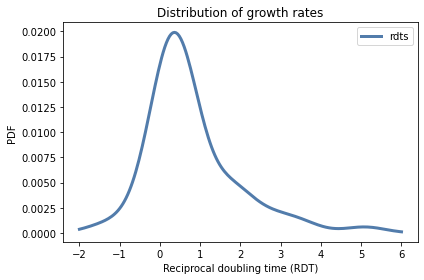 Distribution of growth rates
rdts
PDF
0.0200
0.0175
0.0150
0.0125
0.0100
0.0075
0.0050
0.0025
0.0000
−2 −1 0 1 2 3 4 5 6
Reciprocal doubling time (RDT)